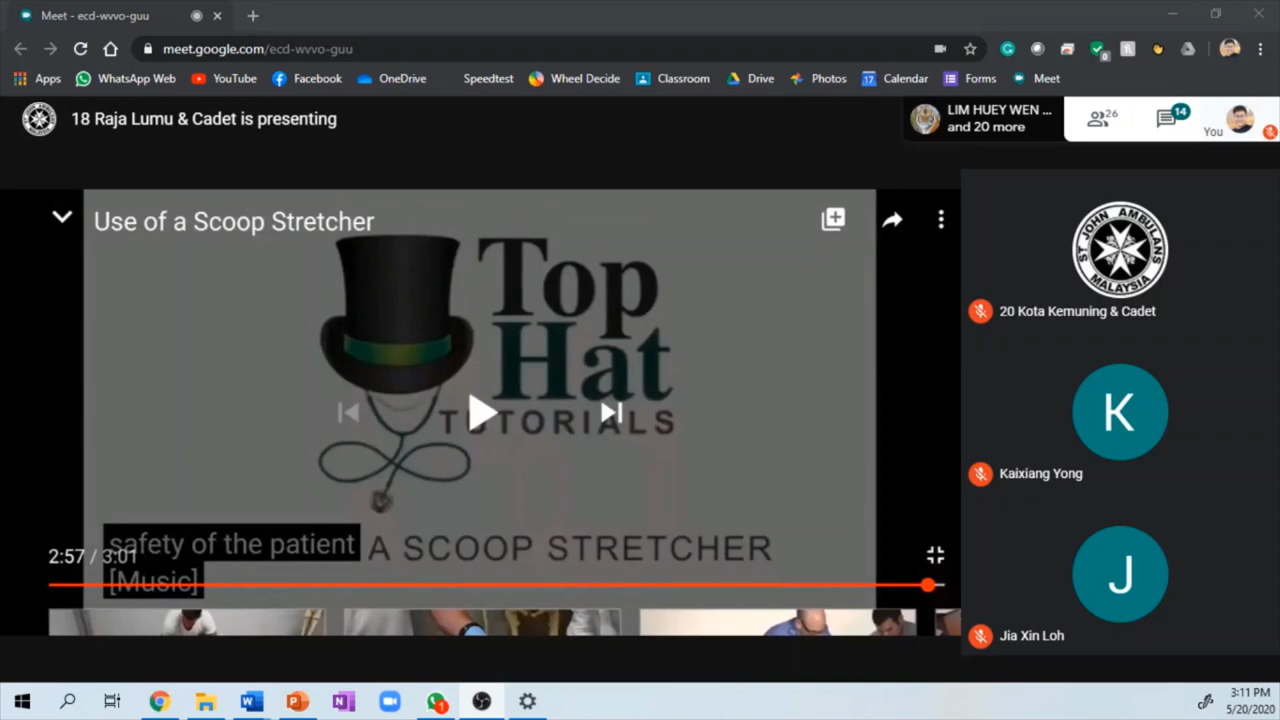 Meet - ecd-wvvo-guu
meet.google.com/ecd-wvvo-guu
Apps
WhatsApp Web
YouTube
Facebook
OneDrive
Speedtest
Wheel Decide
Classroom
Drive
Photos
17
Calendar
Forms
Meet
18 Raja Lumu & Cadet is presenting
LIM HUEY WEN ...
and 20 more
26
14
You
Use of a Scoop Stretcher
Top
Hat
TUTORIALS
safety of the patient
A SCOOP STRETCHER
2:57 / 3:01
[Music]
ST JOHN AMBULANS
MALAYSIA
20 Kota Kemuning & Cadet
K
Kaixiang Yong
J
Jia Xin Loh
1
3:11 PM
5/20/2020